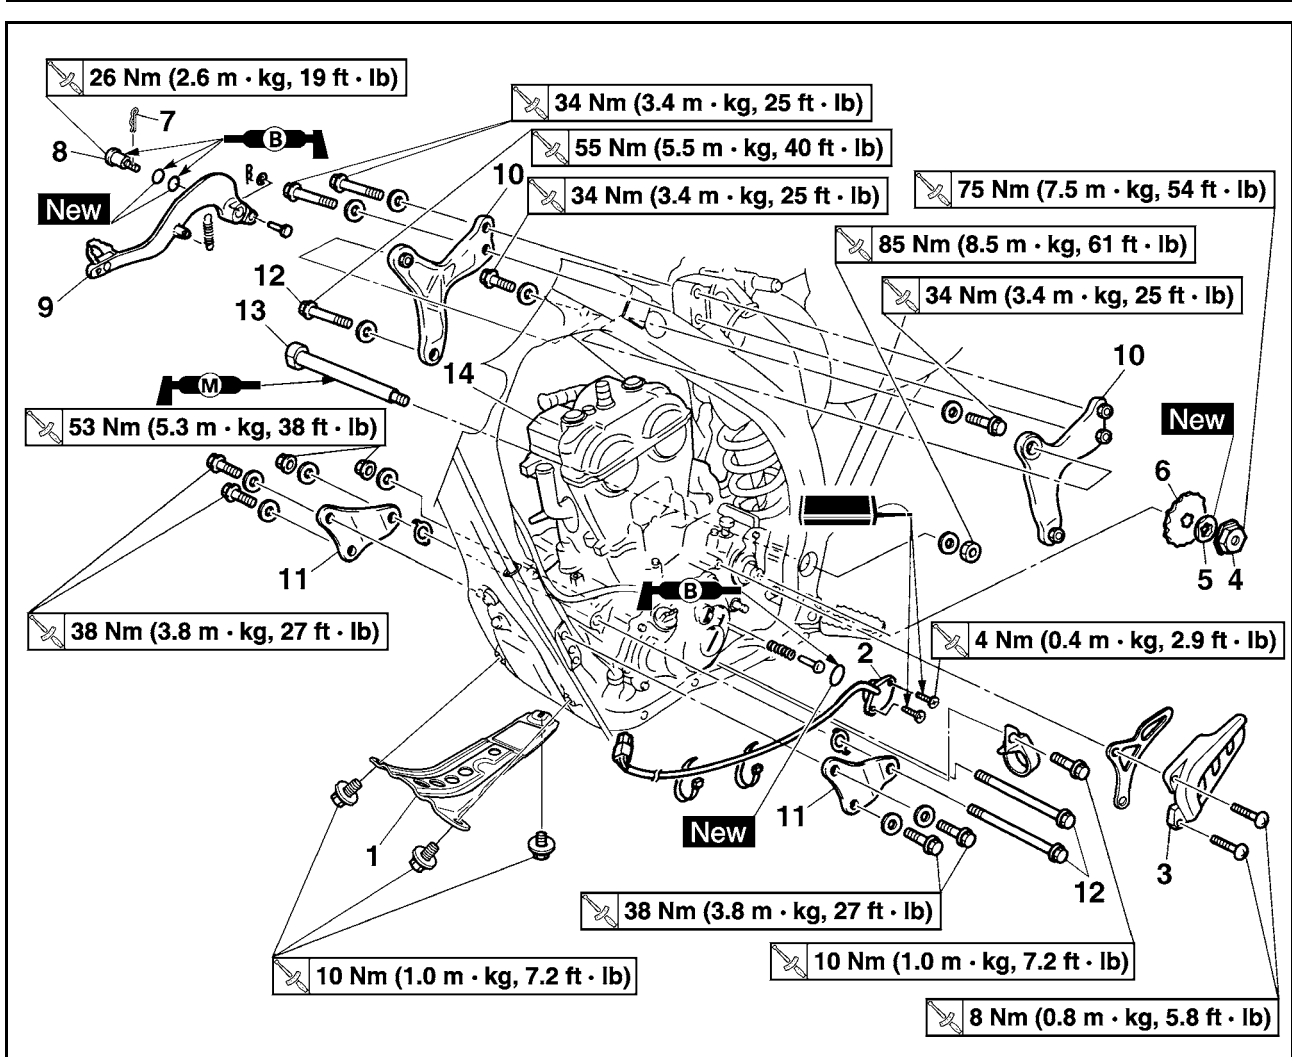 26 Nm (2.6 m · kg, 19 ft · lb)
34 Nm (3.4 m · kg, 25 ft · lb)
7
B
8
55 Nm (5.5 m · kg, 40 ft · lb)
10
34 Nm (3.4 m · kg, 25 ft · lb)
75 Nm (7.5 m · kg, 54 ft · lb)
New
85 Nm (8.5 m · kg, 61 ft · lb)
9
12
34 Nm (3.4 m · kg, 25 ft · lb)
13
10
14
M
New
53 Nm (5.3 m · kg, 38 ft · lb)
6
11
5
4
B
38 Nm (3.8 m · kg, 27 ft · lb)
2
4 Nm (0.4 m · kg, 2.9 ft · lb)
New
11
1
3
12
38 Nm (3.8 m · kg, 27 ft · lb)
10 Nm (1.0 m · kg, 7.2 ft · lb)
10 Nm (1.0 m · kg, 7.2 ft · lb)
8 Nm (0.8 m · kg, 5.8 ft · lb)